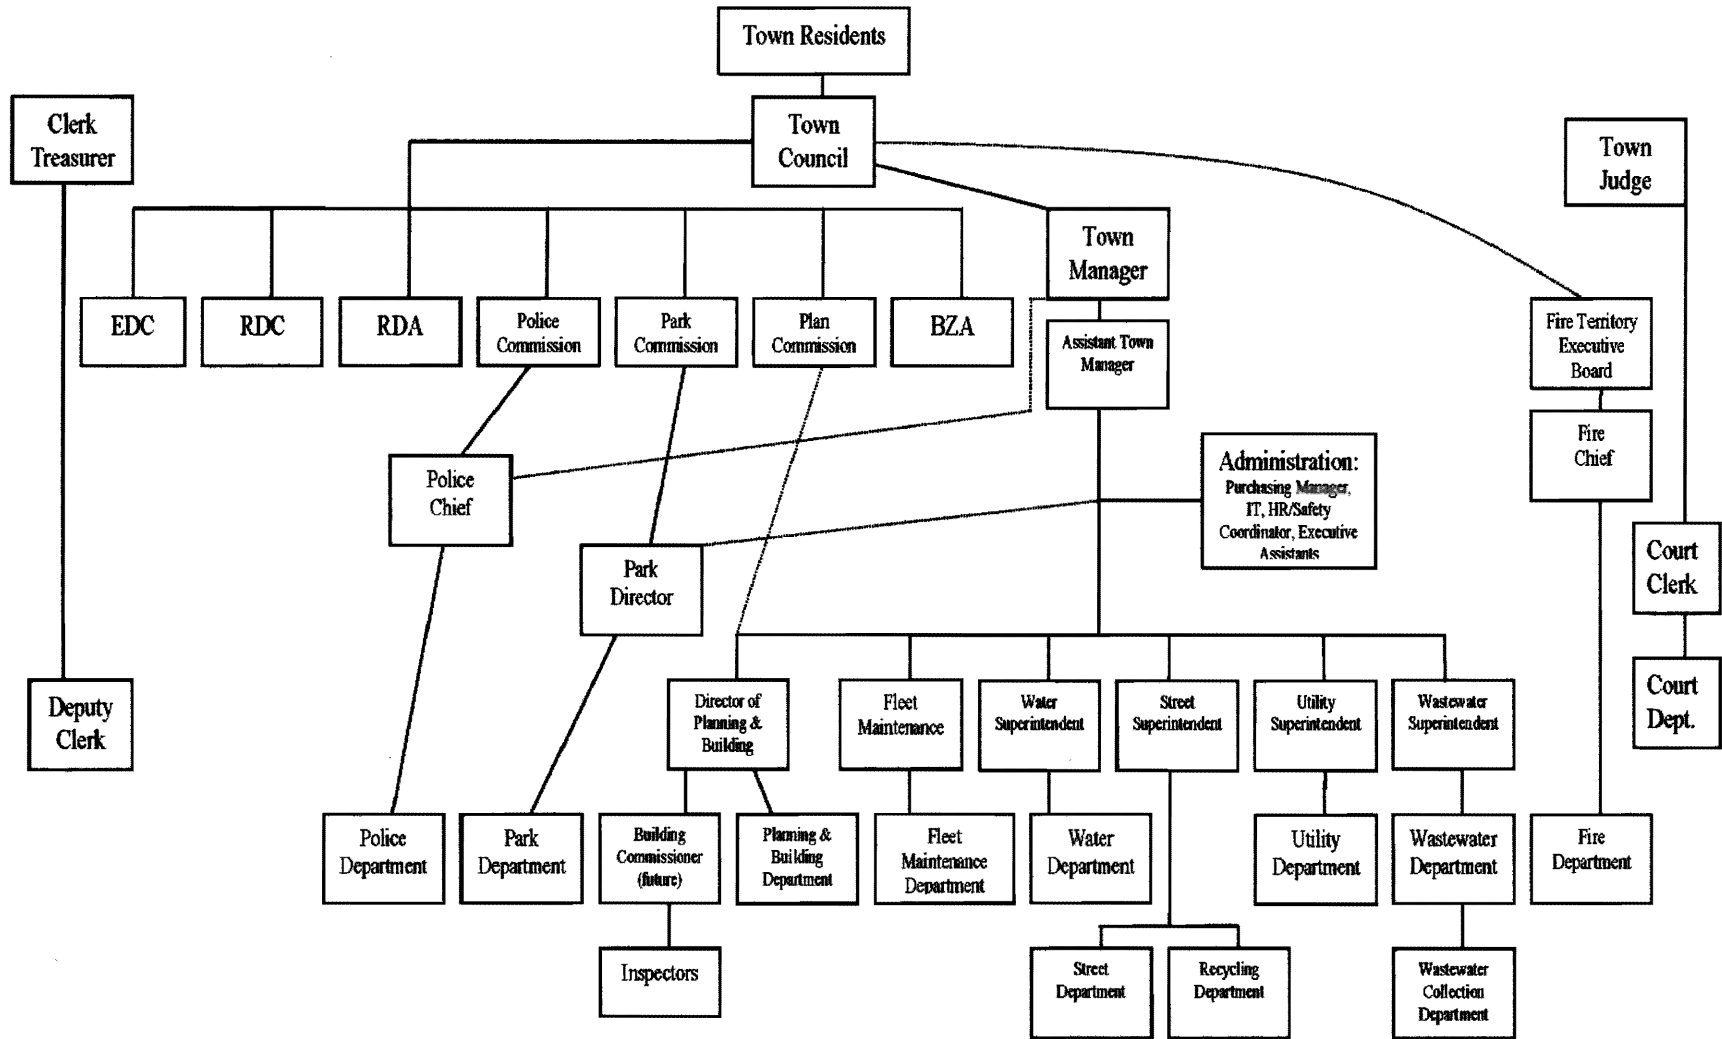 Town Residents
Clerk
Treasurer
Town
Council
Town
Judge
Town
Manager
EDC
RDC
RDA
Police
Commission
Park
Commission
Plan
Commission
BZA
Assistant Town
Manager
Fire Territory
Executive
Board
Fire
Chief
Police
Chief
Administration:
Purchasing Manager,
IT, HR/Safety
Coordinator, Executive
Assistants
Park
Director
Court
Clerk
Deputy
Clerk
Director of
Planning &
Building
Fleet
Maintenance
Water
Superintendent
Street
Superintendent
Utility
Superintendent
Wastewater
Superintendent
Court
Dept.
Police
Department
Park
Department
Building
Commissioner
(future)
Planning &
Building
Department
Fleet
Maintenance
Department
Water
Department
Utility
Department
Wastewater
Department
Fire
Department
Inspectors
Street
Department
Recycling
Department
Wastewater
Collection
Department